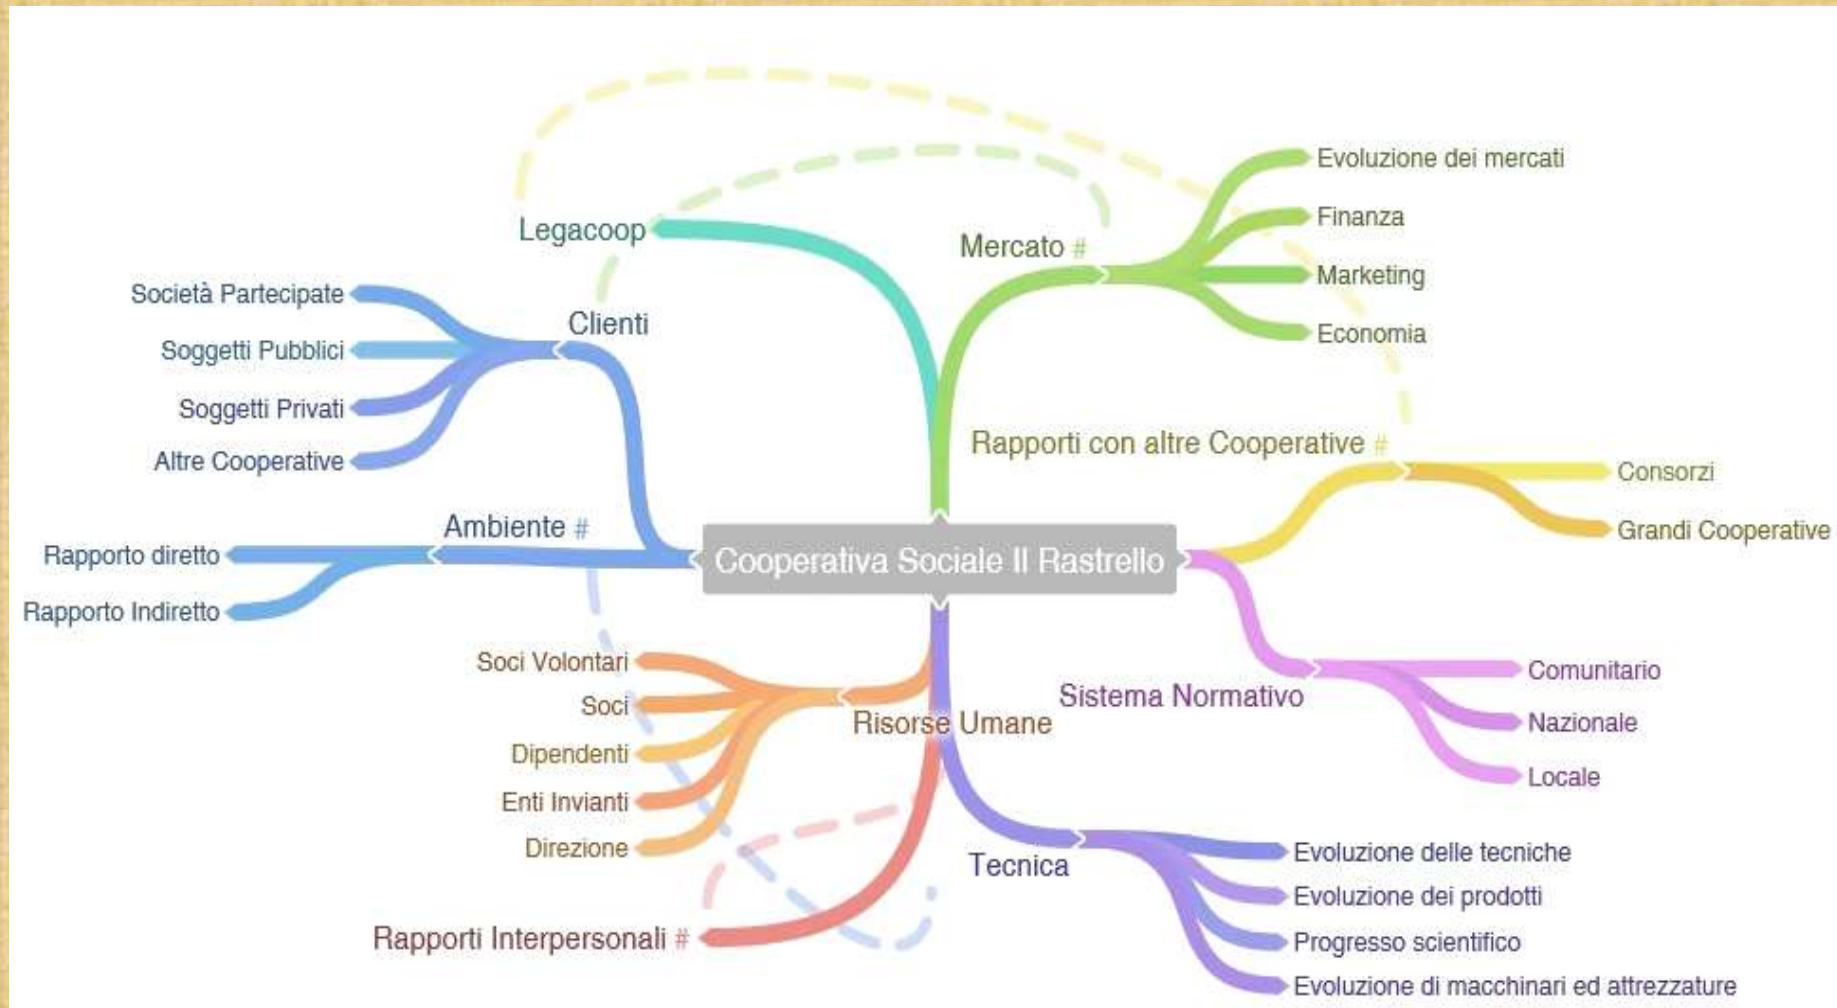 Legacoop
Clienti
Società Partecipate
Soggetti Pubblici
Soggetti Privati
Altre Cooperative
Ambiente #
Rapporto diretto
Rapporto Indiretto
Mercato #
Evoluzione dei mercati
Finanza
Marketing
Economia
Rapporti con altre Cooperative #
Consorzi
Grandi Cooperative
Cooperativa Sociale Il Rastrello
Sistema Normativo
Comunitario
Nazionale
Locale
Risorse Umane
Soci Volontari
Soci
Dipendenti
Enti Invianti
Direzione
Rapporti Interpersonali #
Tecnica
Evoluzione delle tecniche
Evoluzione dei prodotti
Progresso scientifico
Evoluzione di macchinari ed attrezzature